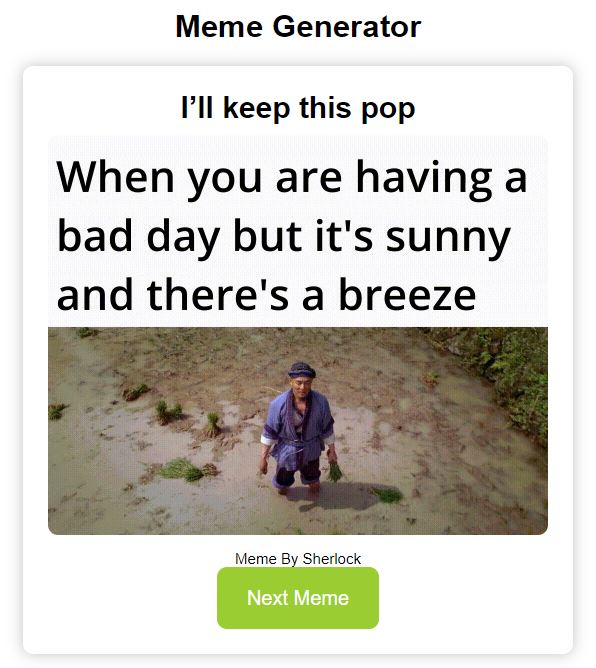 Meme Generator
I’ll keep this pop
When you are having a
bad day but it's sunny
and there's a breeze
Meme By Sherlock
Next Meme